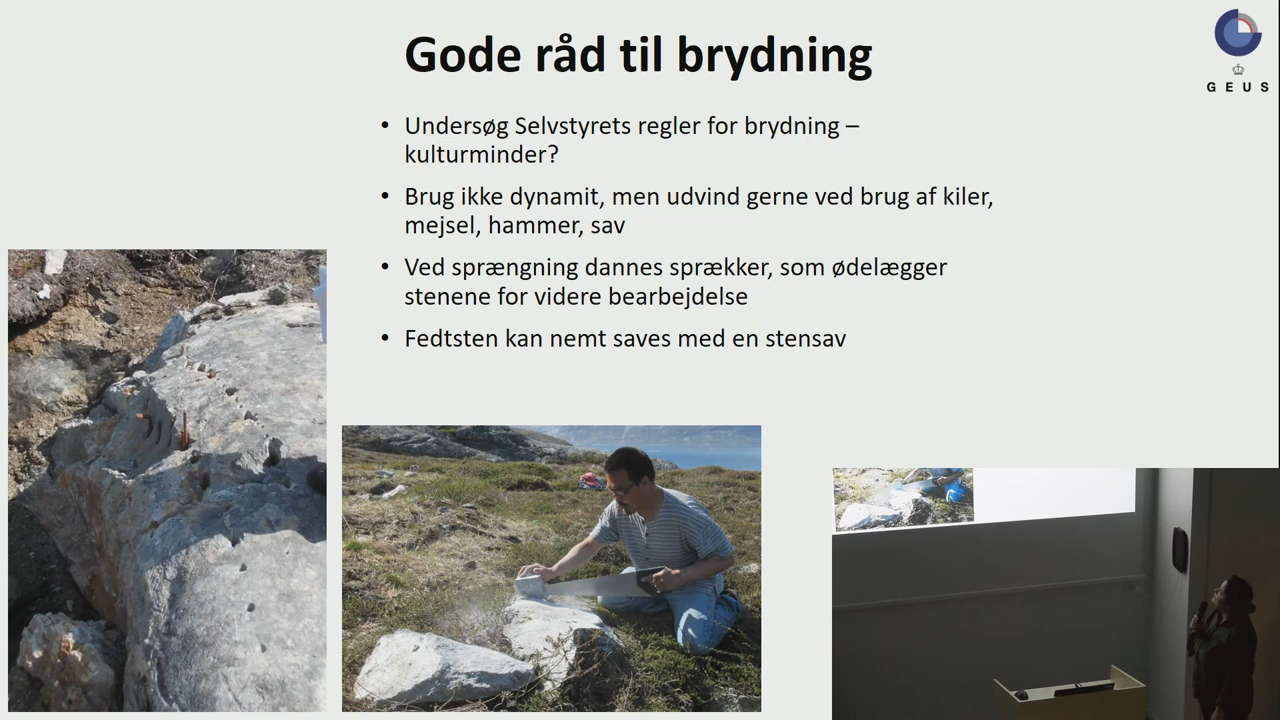 Gode råd til brydning
GEUS
• Undersøg Selvstyrets regler for brydning –
kulturminder?
• Brug ikke dynamit, men udvind gerne ved brug af kiler,
mejsel, hammer, sav
• Ved sprængning dannes sprækker, som ødelægger
stenene for videre bearbejdelse
• Fedtsten kan nemt saves med en stensav